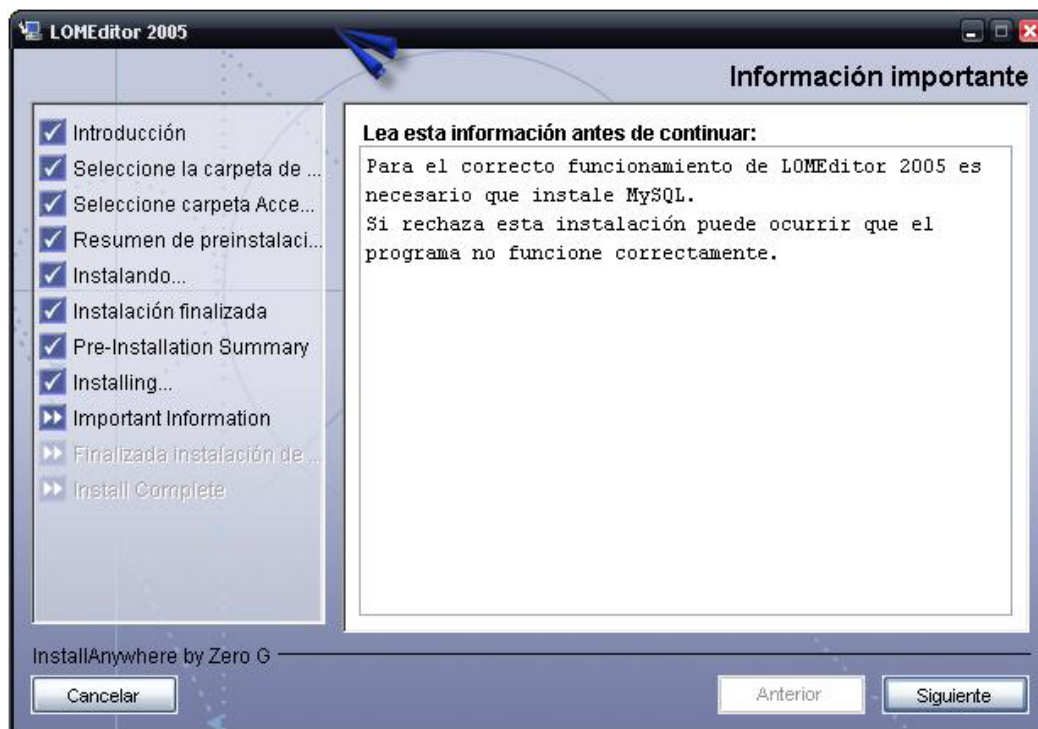 LOMEditor 2005
Información importante
Introducción
Seleccione la carpeta de ...
Seleccione carpeta Acce...
Resumen de preinstalaci...
Instalando...
Instalación finalizada
Pre-Installation Summary
Installing...
Important Information
Finalizada instalación de ...
Install Complete
Lea esta información antes de continuar:
Para el correcto funcionamiento de LOMEditor 2005 es
necesario que instale MySQL.
Si rechaza esta instalación puede ocurrir que el
programa no funcione correctamente.
InstallAnywhere by Zero G
Cancelar
Anterior
Siguiente